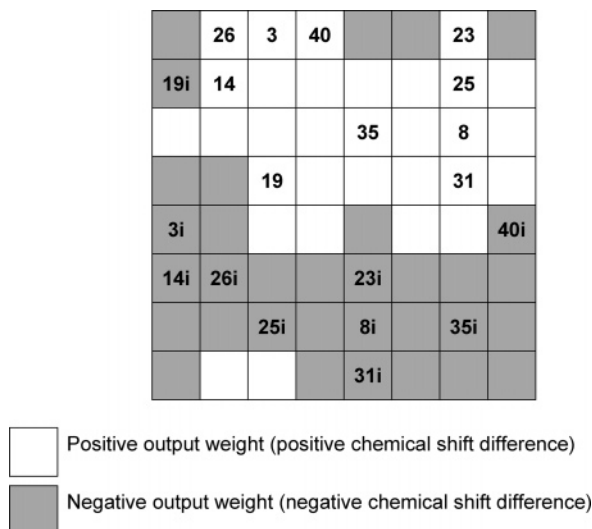 26 3 40 23
19i 14 25
35 8
19 31
3i 40i
14i 26i 23i
25i 8i 35i
31i
Positive output weight (positive chemical shift difference)
Negative output weight (negative chemical shift difference)